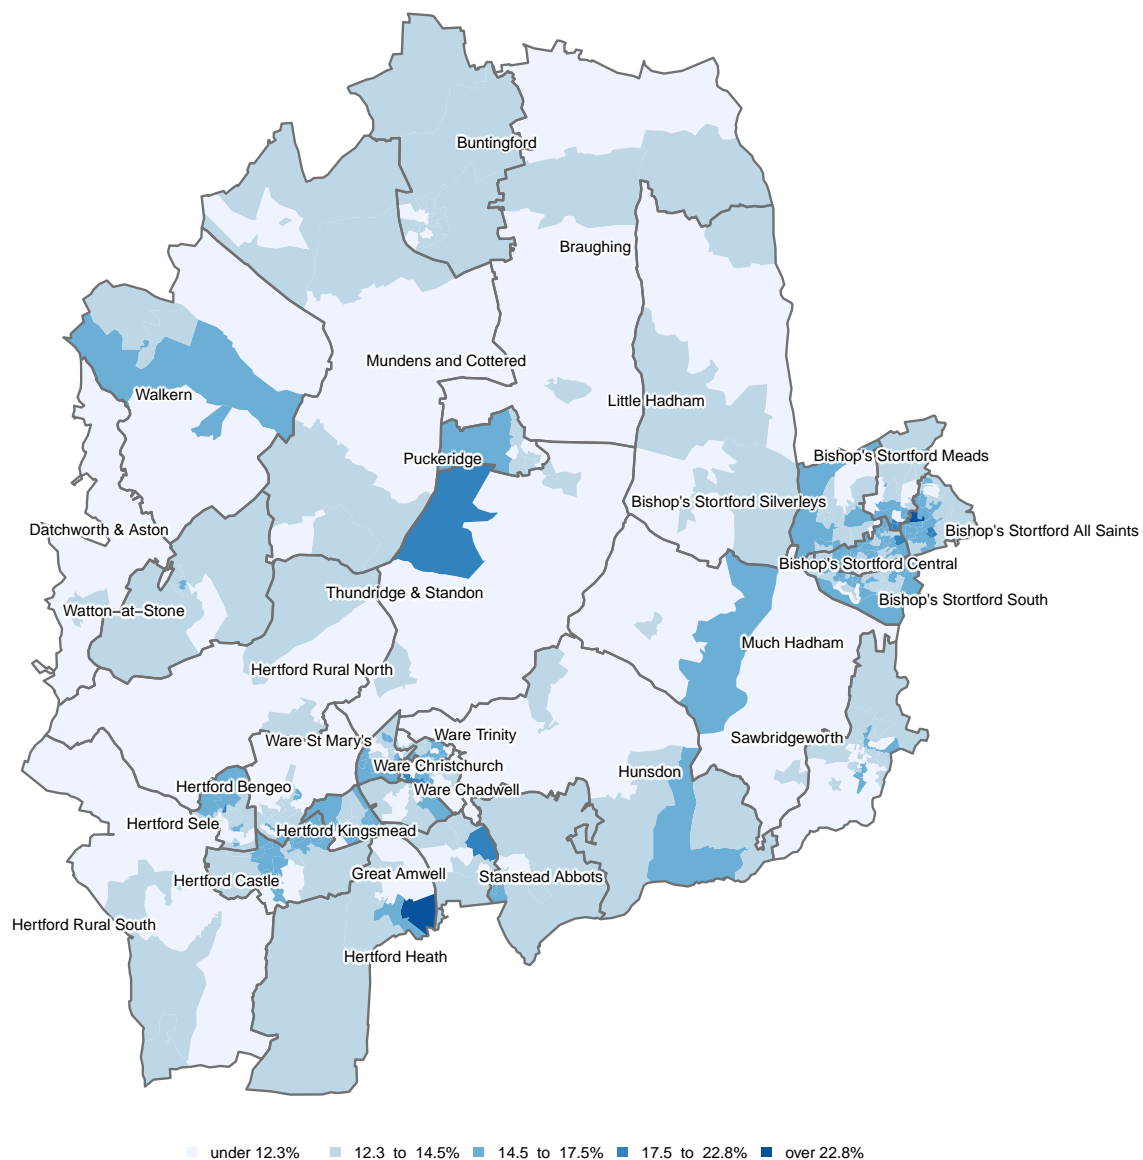 Buntingford
Braughing
Mundens and Cottered
Walkern
Little Hadham
Puckeridge
Bishop's Stortford Meads
Bishop's Stortford Silverleys
Datchworth & Aston
Bishop's Stortford All Saints
Bishop's Stortford Central
Thundridge & Standon
Bishop's Stortford South
Watton−at−Stone
Much Hadham
Hertford Rural North
Ware St Mary's
Ware Trinity
Sawbridgeworth
Ware Christchurch
Hunsdon
Hertford Bengeo
Ware Chadwell
Hertford Sele
Hertford Kingsmead
Great Amwell
Stanstead Abbots
Hertford Castle
Hertford Rural South
Hertford Heath
under 12.3% 12.3 to 14.5% 14.5 to 17.5% 17.5 to 22.8% over 22.8%